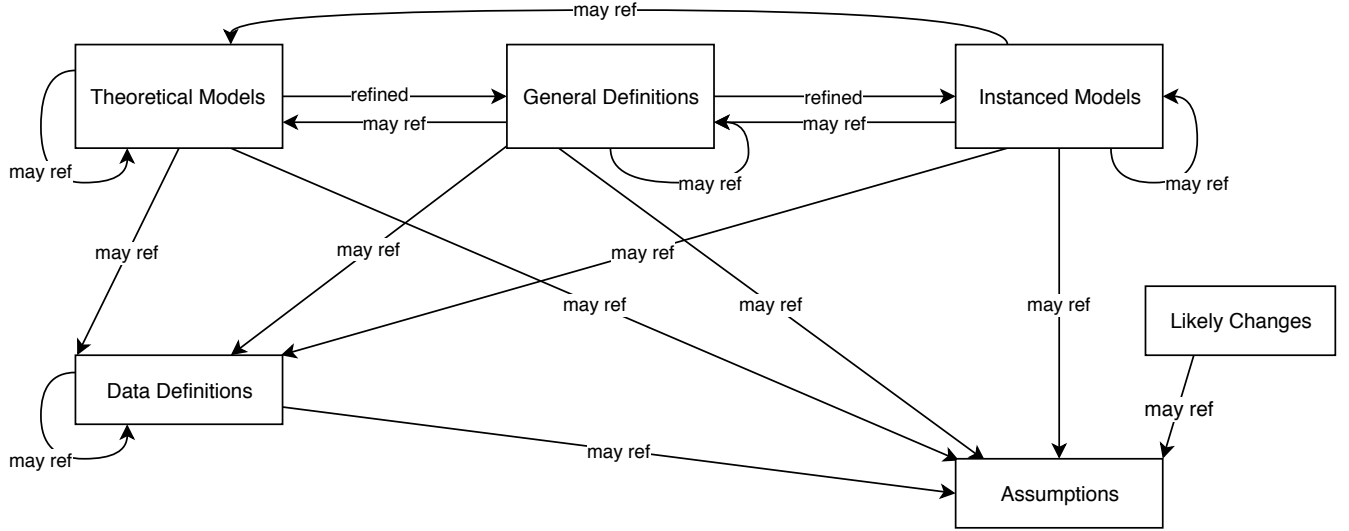 may ref
Theoretical Models
refined
General Definitions
refined
Instanced Models
may ref
may ref
may ref
may ref
may ref
may ref
may ref
may ref
may ref
may ref
may ref
may ref
Likely Changes
Data Definitions
may ref
may ref
may ref
Assumptions